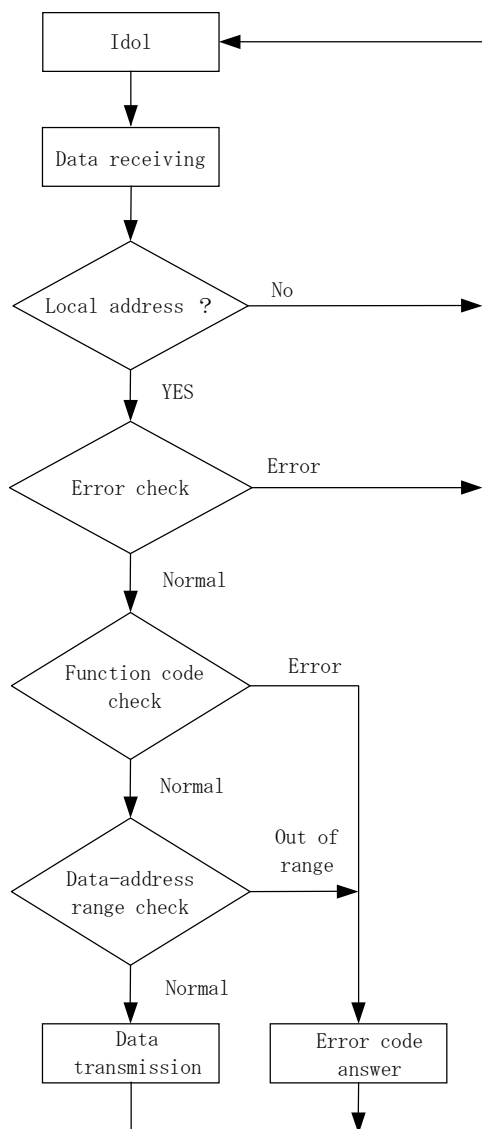 Idol
Data receiving
Local address ?
No
YES
Error check
Error
Normal
Function code
check
Error
Normal
Out of
range
Data-address
range check
Normal
Data
transmission
Error code
answer